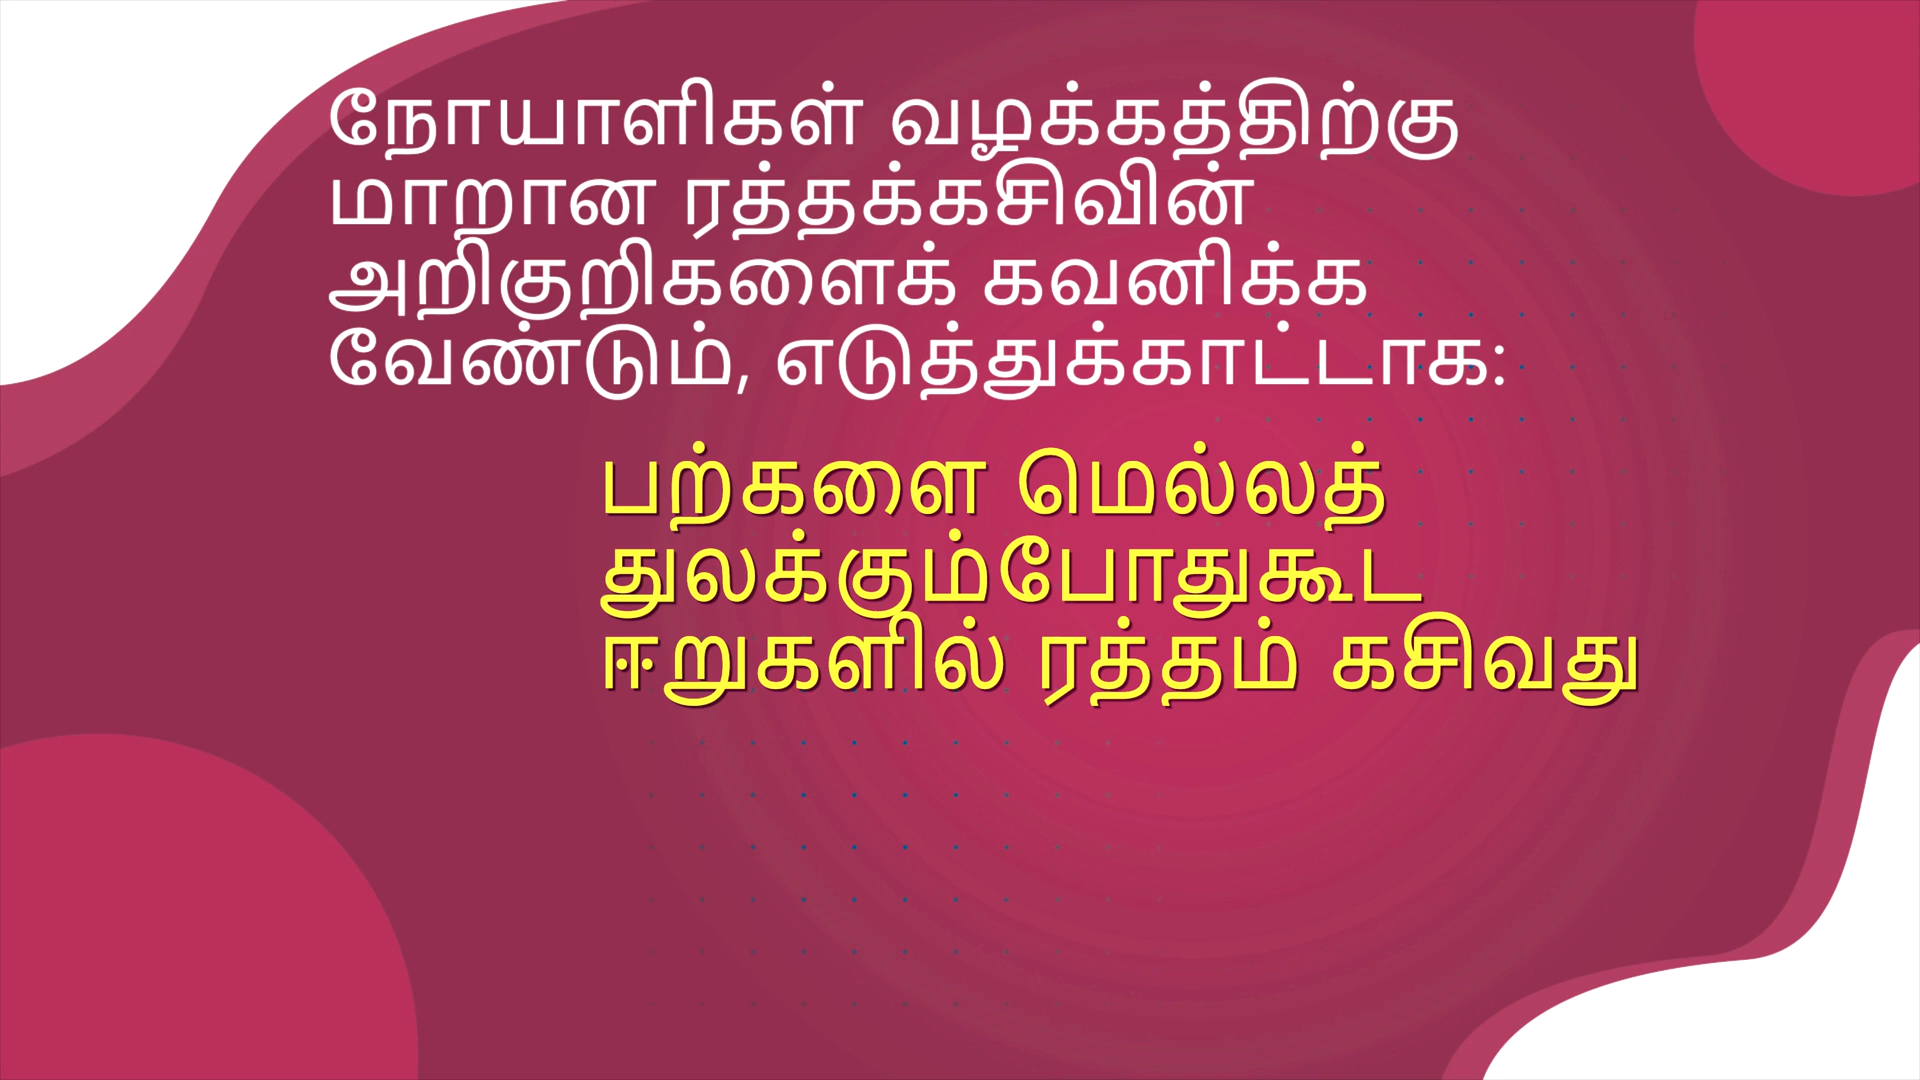 நோயாளிகள் வழக்கத்திற்கு
மாறான ரத்தக்கசிவின்
அறிகுறிகளைக் கவனிக்க
வேண்டும், எடுத்துக்காட்டாக:
பற்களை மெல்லத்
துலக்கும்போதுகூட
ஈறுகளில் ரத்தம் கசிவது